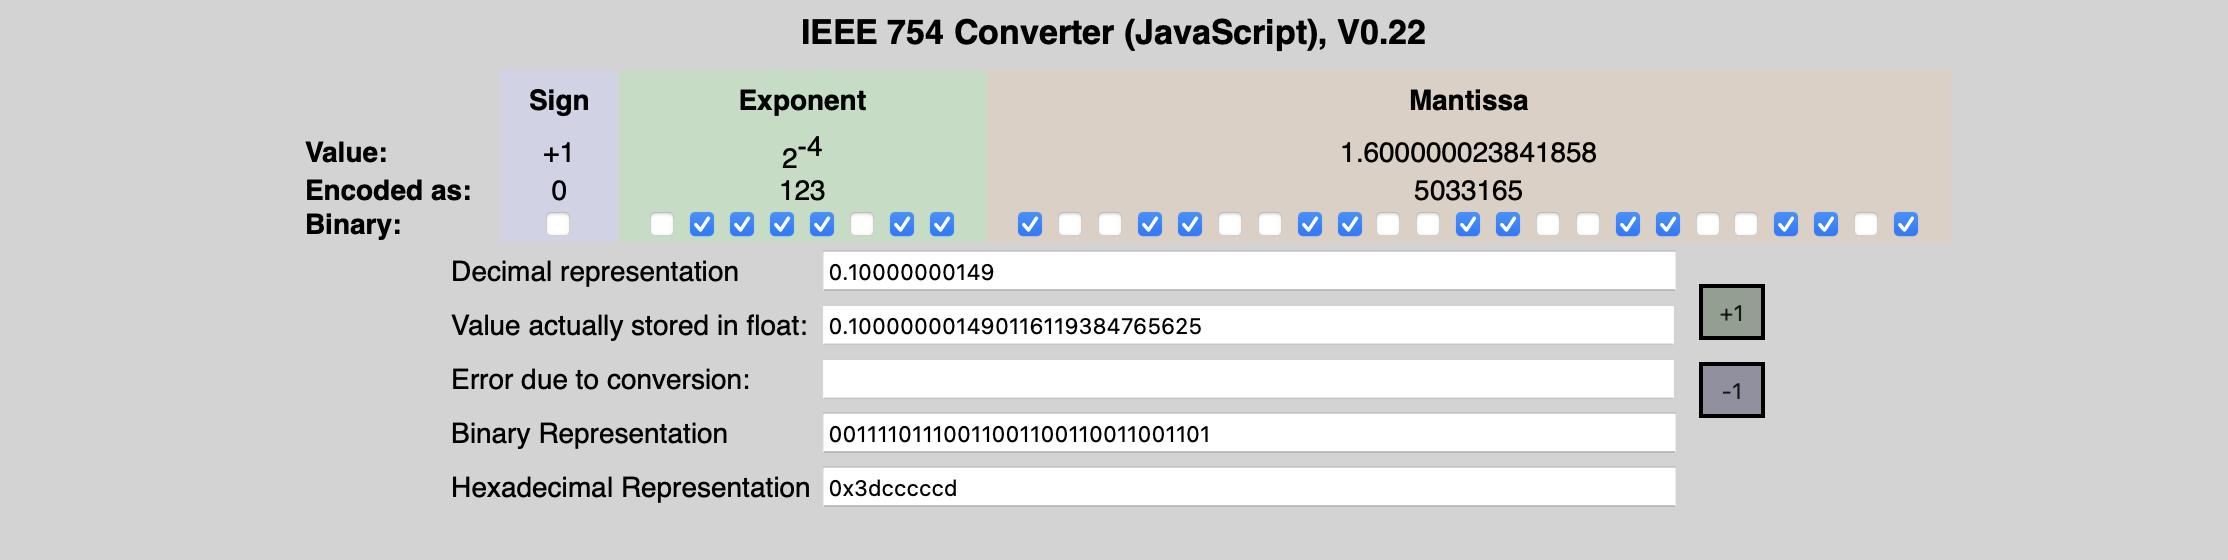 IEEE 754 Converter (JavaScript), V0.22
Sign Exponent Mantissa
Value: +1 2-4 1.600000023841858
Encoded as: 0 123 5033165
Binary:
Decimal representation 0.10000000149
+1
Value actually stored in float: 0.100000001490116119384765625
Error due to conversion:
-1
Binary Representation 00111101110011001100110011001101
Hexadecimal Representation 0x3dcccccd